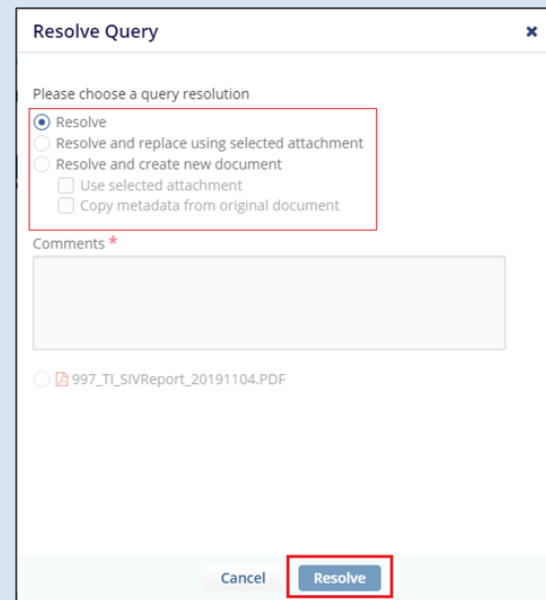 Resolve Query
Please choose a query resolution
Resolve
Resolve and replace using selected attachment
Resolve and create new document
Use selected attachment
Copy metadata from original document
Comments *
997_TI_SIVReport_20191104.PDF
Cancel Resolve